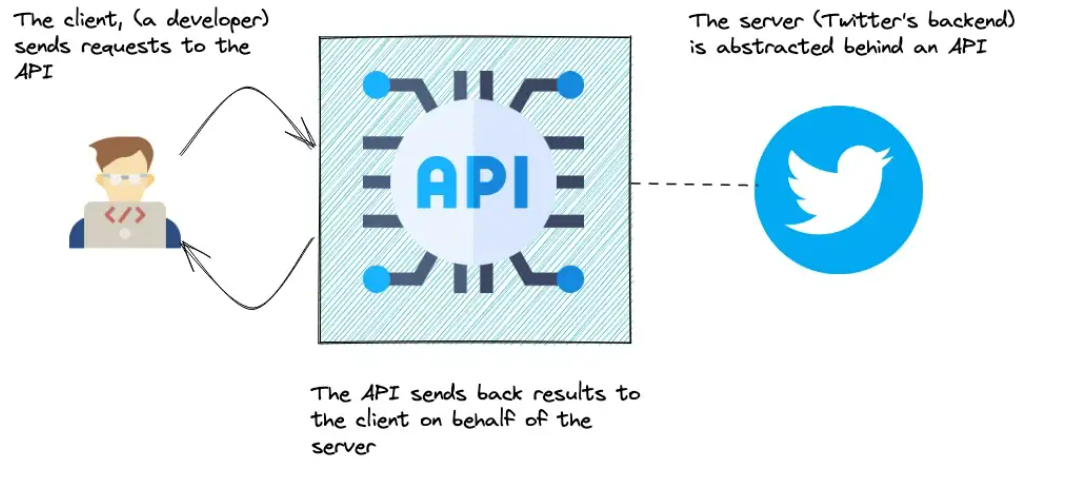 The client, (a developer)
sends requests to the
API
The server (Twitter's backend)
is abstracted behind an API
</>
API
The API sends back results to
the client on behalf of the
server